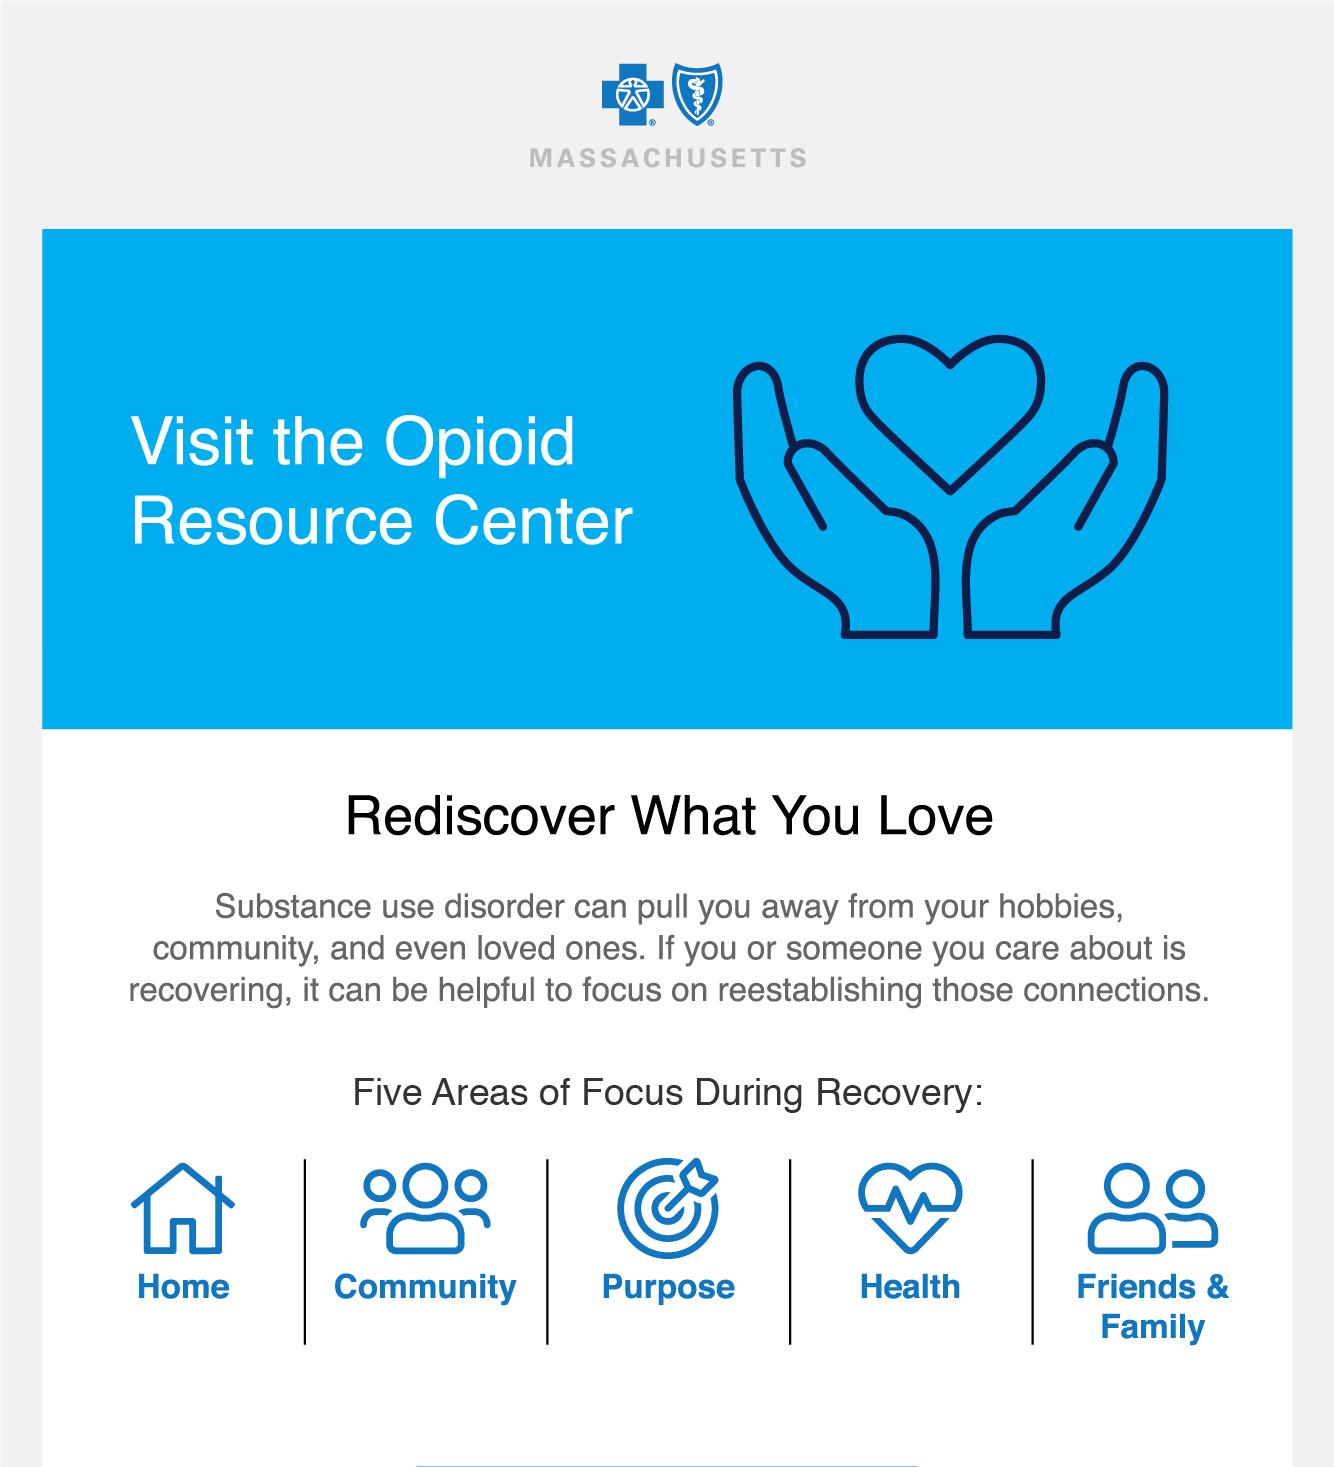 MASSACHUSETTS
Visit the Opioid
Resource Center
Rediscover What You Love
Substance use disorder can pull you away from your hobbies,
community, and even loved ones. If you or someone you care about is
recovering, it can be helpful to focus on reestablishing those connections.
Five Areas of Focus During Recovery:
Home
Community
Purpose
Health
Friends &
Family